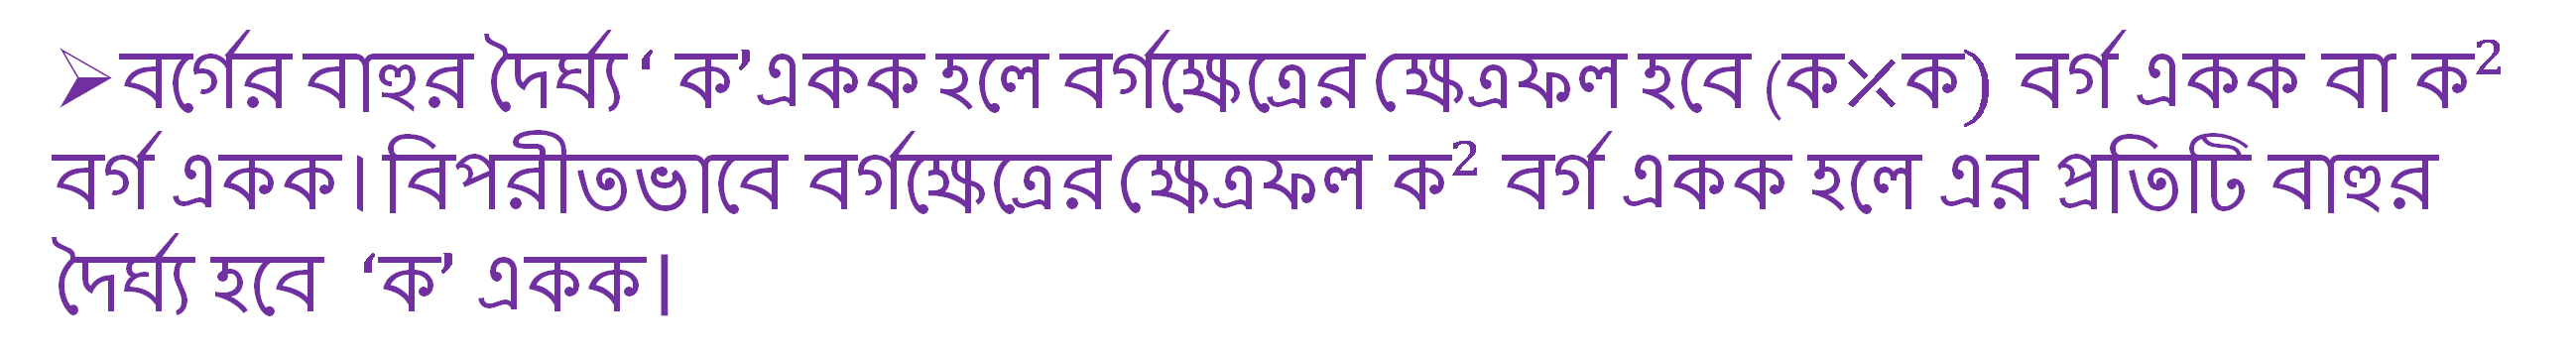 ➢বর্গের বাহুর দৈর্ঘ্য ‘ ক’একক হলে বর্গক্ষেত্রের ক্ষেত্রফল হবে (ক×ক) বর্গ একক বা ক²
বর্গ একক। বিপরীতভাবে বর্গক্ষেত্রের ক্ষেত্রফল ক² বর্গ একক হলে এর প্রতিটি বাহুর
দৈর্ঘ্য হবে ‘ক’ একক।